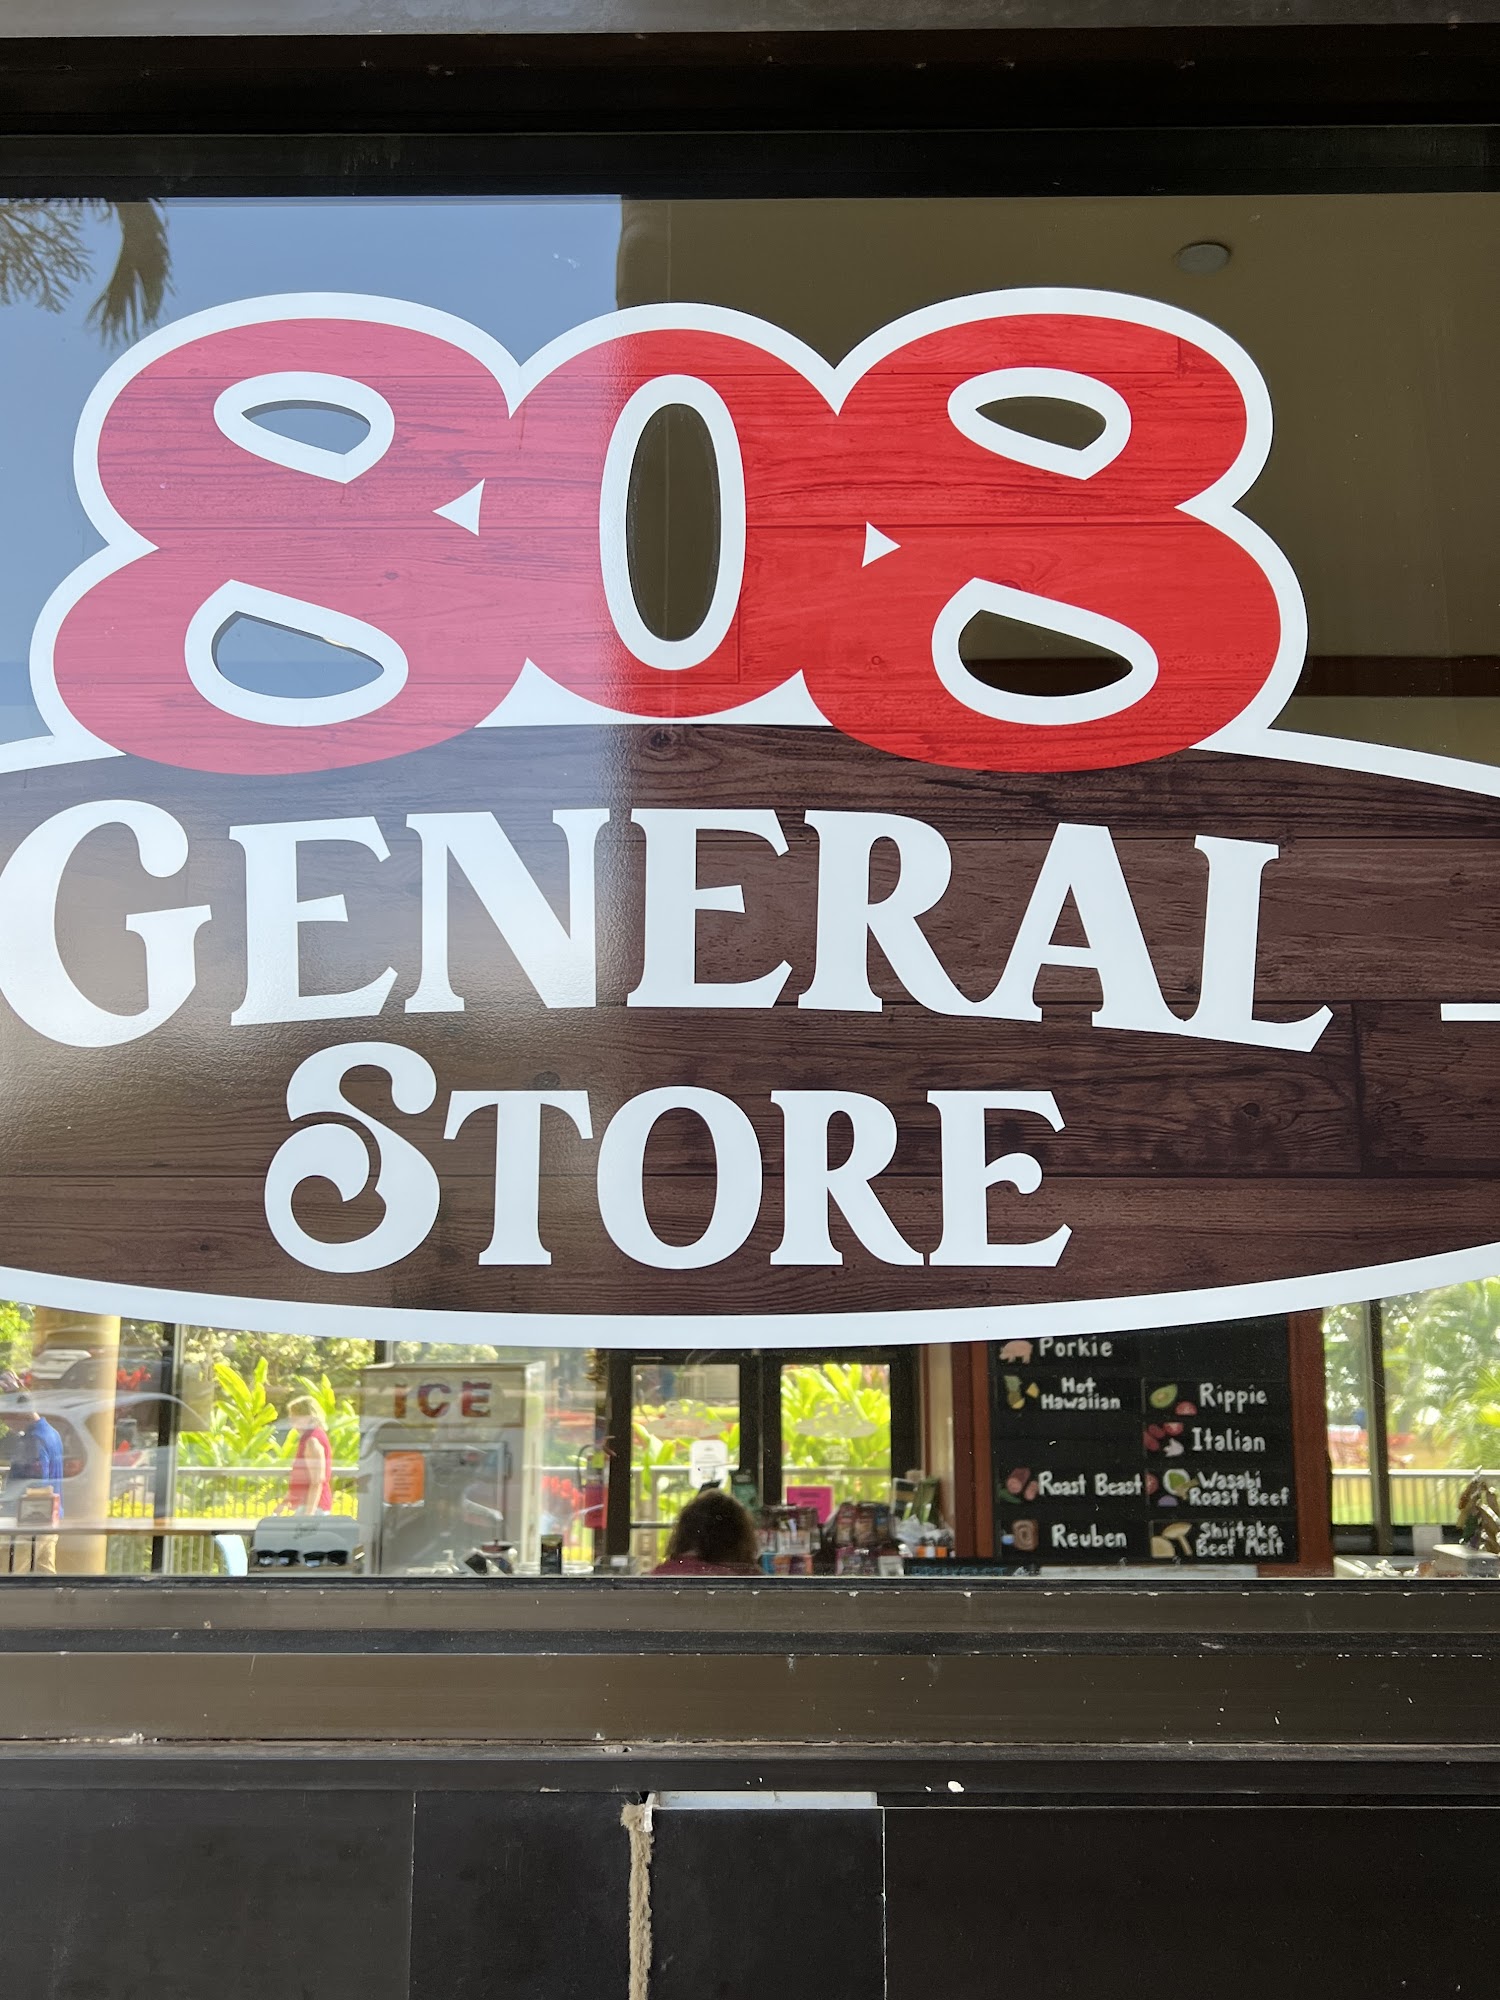 808
GENERAL
STORE
ICE
Porkie
Hot
Hawaiian
Roast Beast
Reuben
Rippie
Italian
Wasabi
Roast Beef
Shiitake
Beef Melt